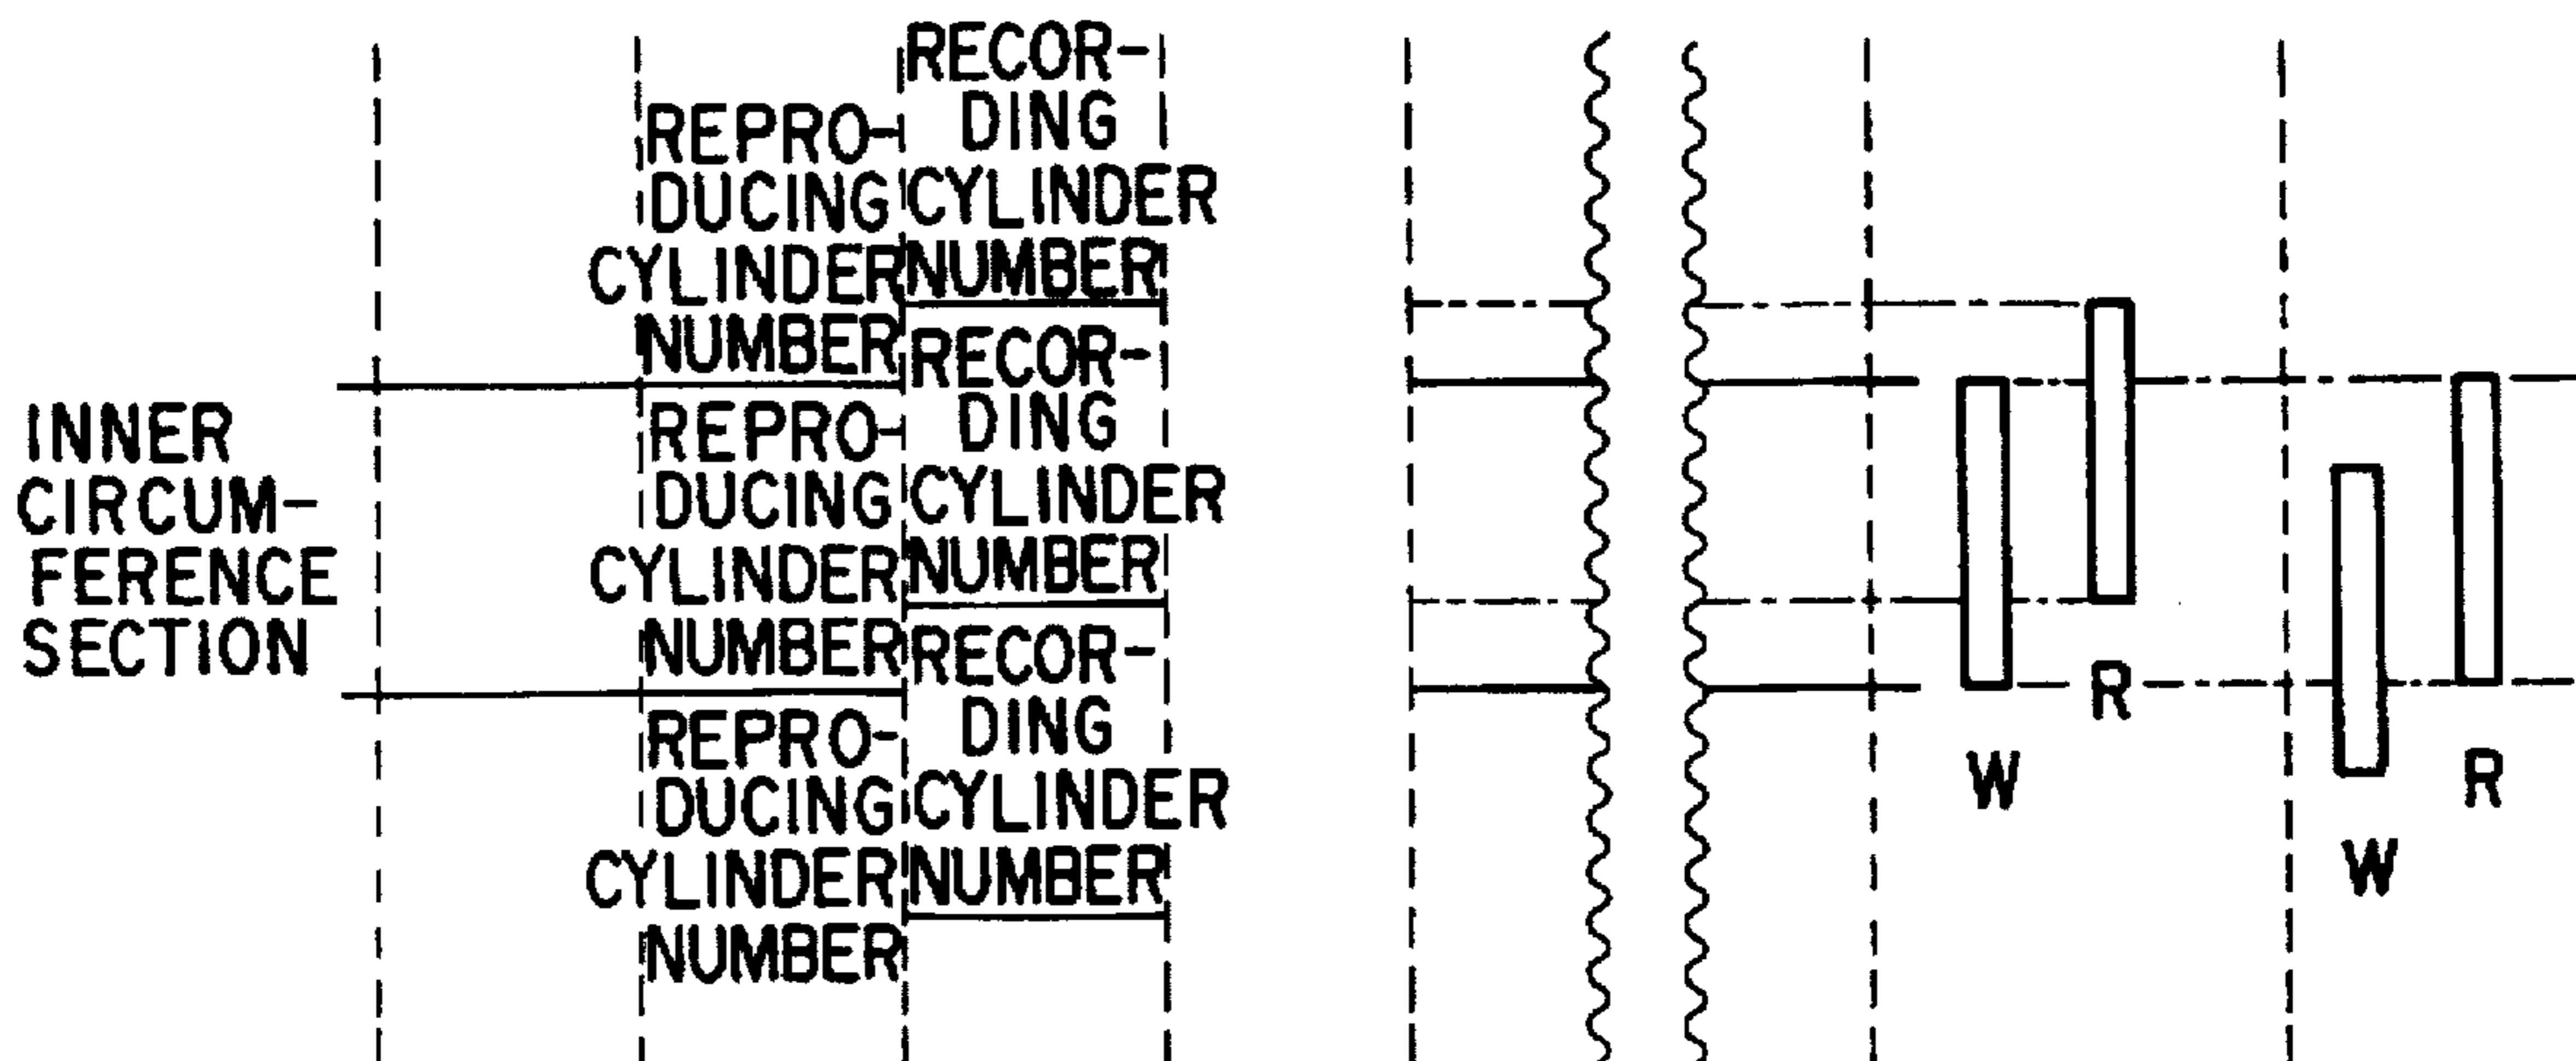 INNER
CIRCUM-
FERENCE
SECTION
REPRO-
DUCING
CYLINDER
NUMBER
REPRO-
DUCING
CYLINDER
NUMBER
REPRO-
DUCING
CYLINDER
NUMBER
RECOR-
DING
CYLINDER
NUMBER
RECOR-
DING
CYLINDER
NUMBER
RECOR-
DING
CYLINDER
NUMBER
W
R
W
R